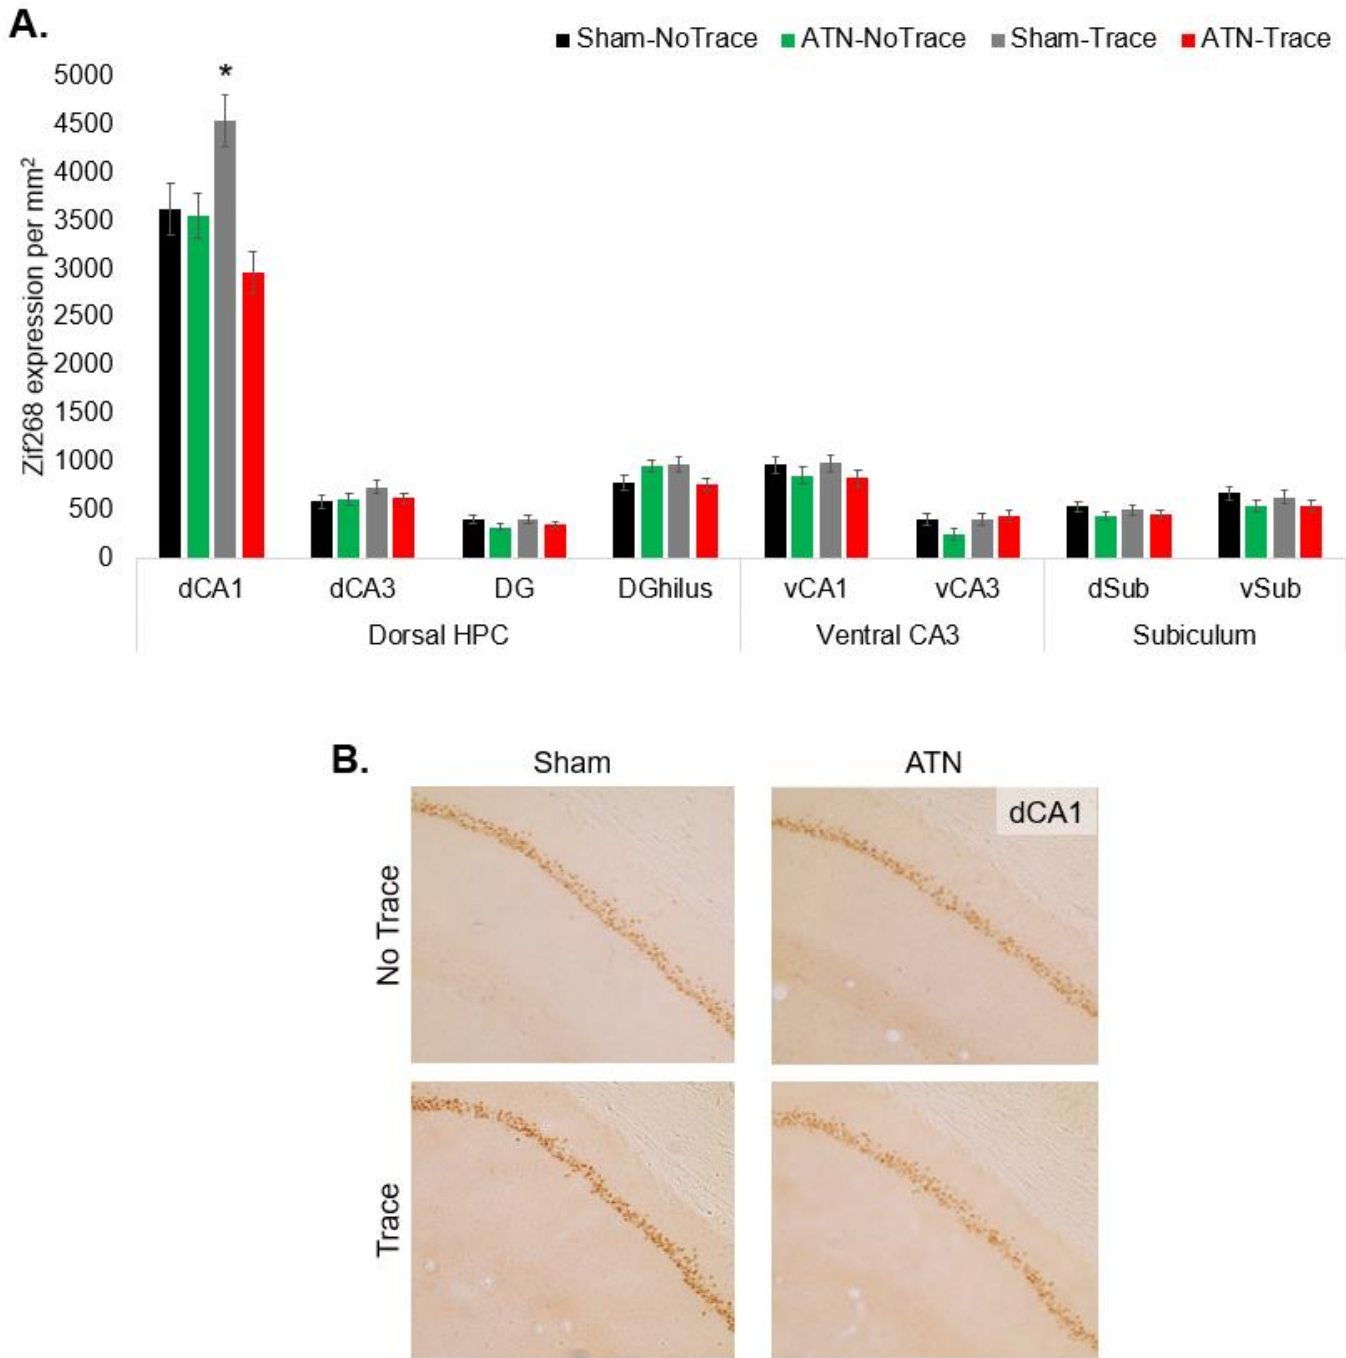 A.
Sham-NoTrace ATN-NoTrace Sham-Trace ATN-Trace
*
Zif268 expression per mm²
5000
4500
4000
3500
3000
2500
2000
1500
1000
500
0
dCA1 dCA3 DG DGhilus vCA1 vCA3 dSub vSub
Dorsal HPC Ventral CA3 Subiculum
B.
Sham ATN
dCA1
No Trace
Trace